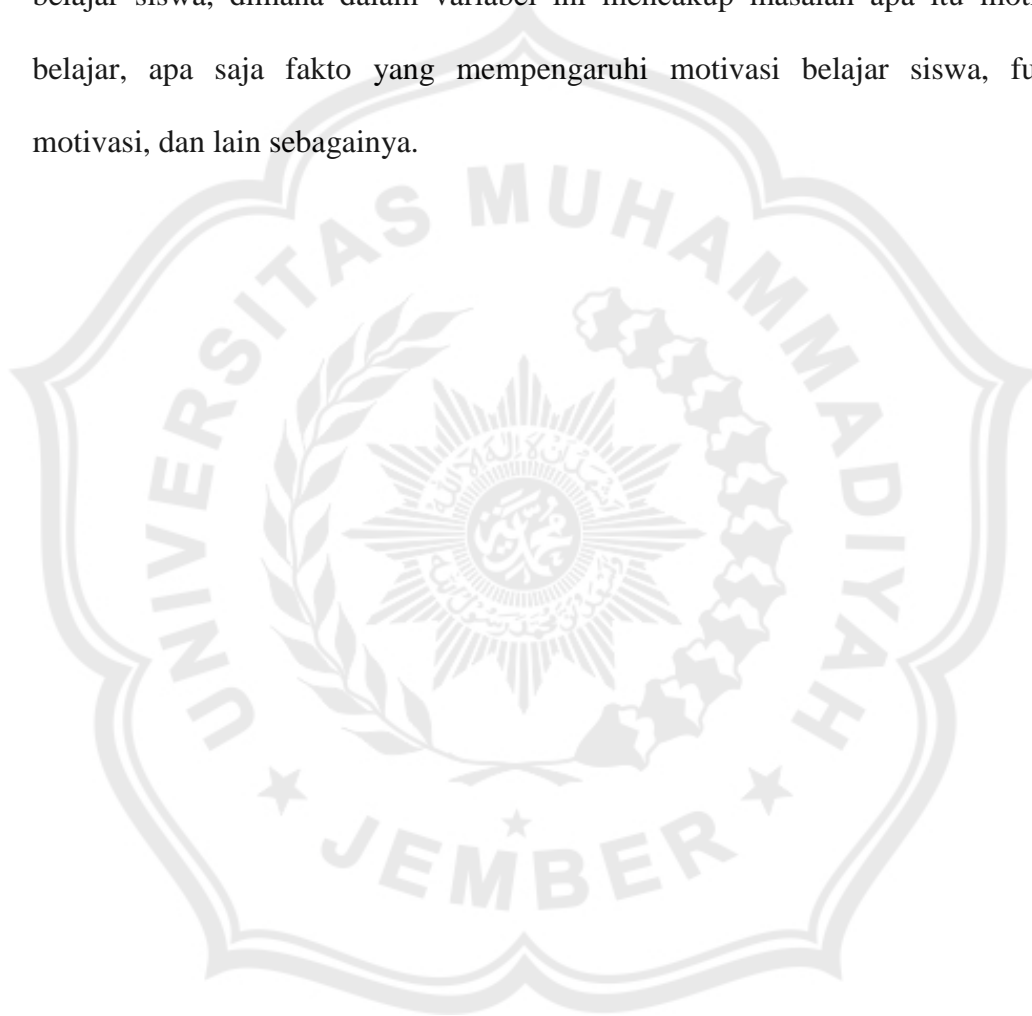 belajar siswa, dimana dalam variabel ini mencakup masalah apa itu
belajar, apa saja fakto yang mempengaruhi motivasi belajar siswa,
motivasi, dan lain sebagainya.
UNIVERSITAS MUHAMMADIYAH
JEMBER